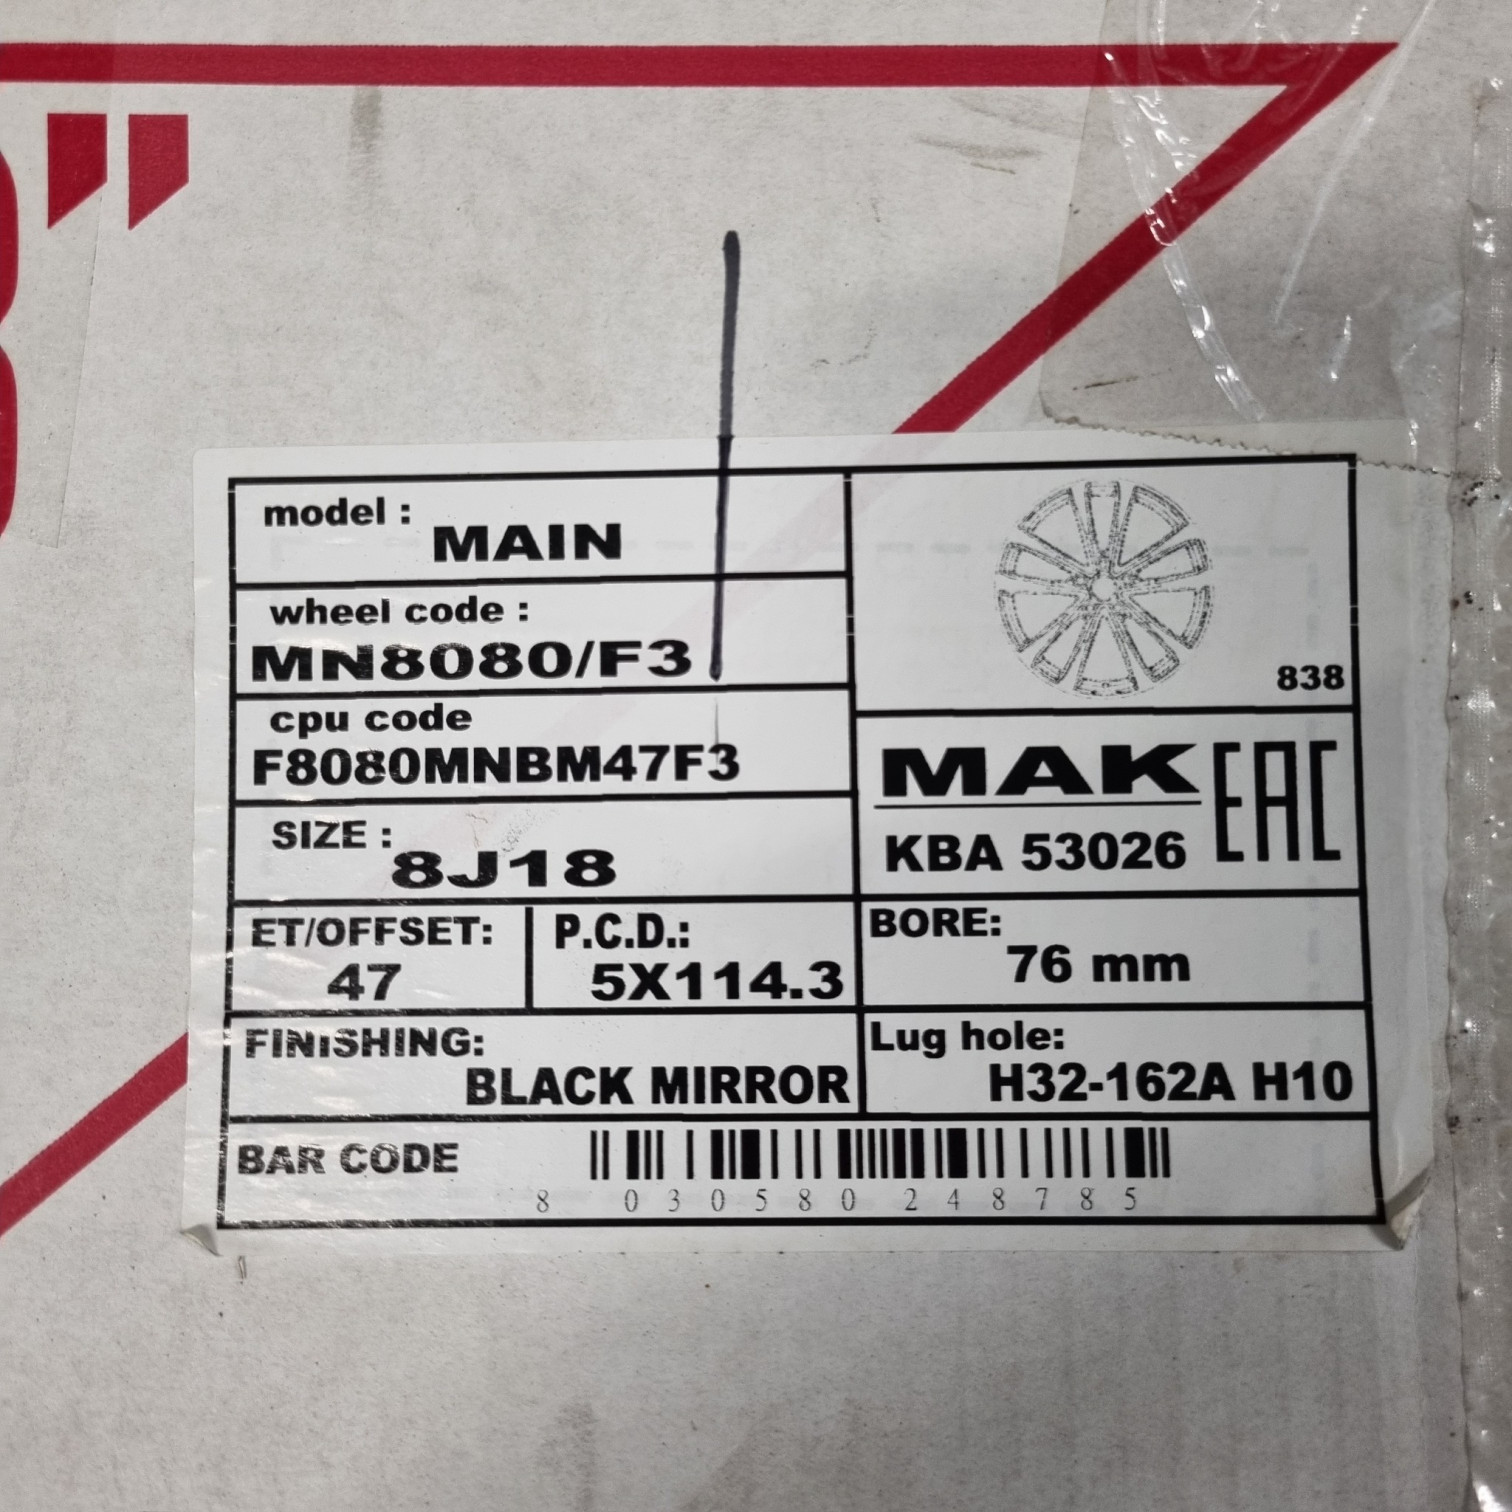 "
model :
MAIN
wheel code :
MN8080/F3
cpu code
F8080MNBM47F3
SIZE :
8J18
ET/OFFSET:
47
P.C.D.:
5X114.3
FINISHING:
BLACK MIRROR
838
MAK EAC
KBA 53026
BORE:
76 mm
Lug hole:
H32-162A H10
BAR CODE
8 030580 248785